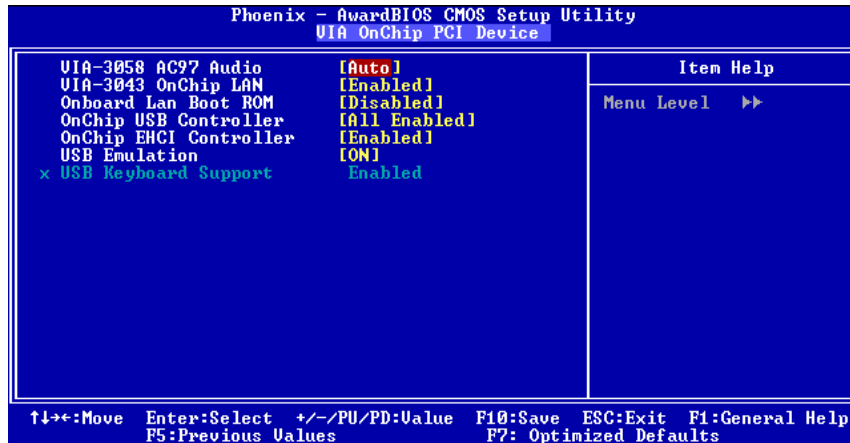 Phoenix - AwardBIOS CMOS Setup Utility
VIA OnChip PCI Device
VIA-3058 AC97 Audio [Auto]
VIA-3043 OnChip LAN [Enabled]
Onboard Lan Boot ROM [Disabled]
OnChip USB Controller [All Enabled]
OnChip EHCI Controller [Enabled]
USB Emulation [ON]
x USB Keyboard Support Enabled
Item Help
Menu Level ▶▶
↑↓→←:Move Enter:Select +/-/PU/PD:Value F10:Save ESC:Exit F1:General Help
F5:Previous Values F7: Optimized Defaults